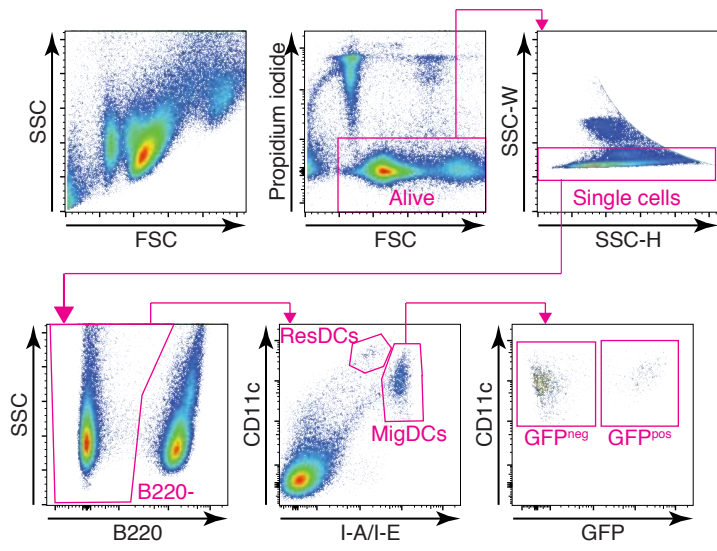 SSC
FSC
Propidium iodide
Alive
FSC
SSC-W
Single cells
SSC-H
SSC
B220-
B220
CD11c
ResDCs
MigDCs
I-A/I-E
CD11c
GFPneg
GFPpos
GFP